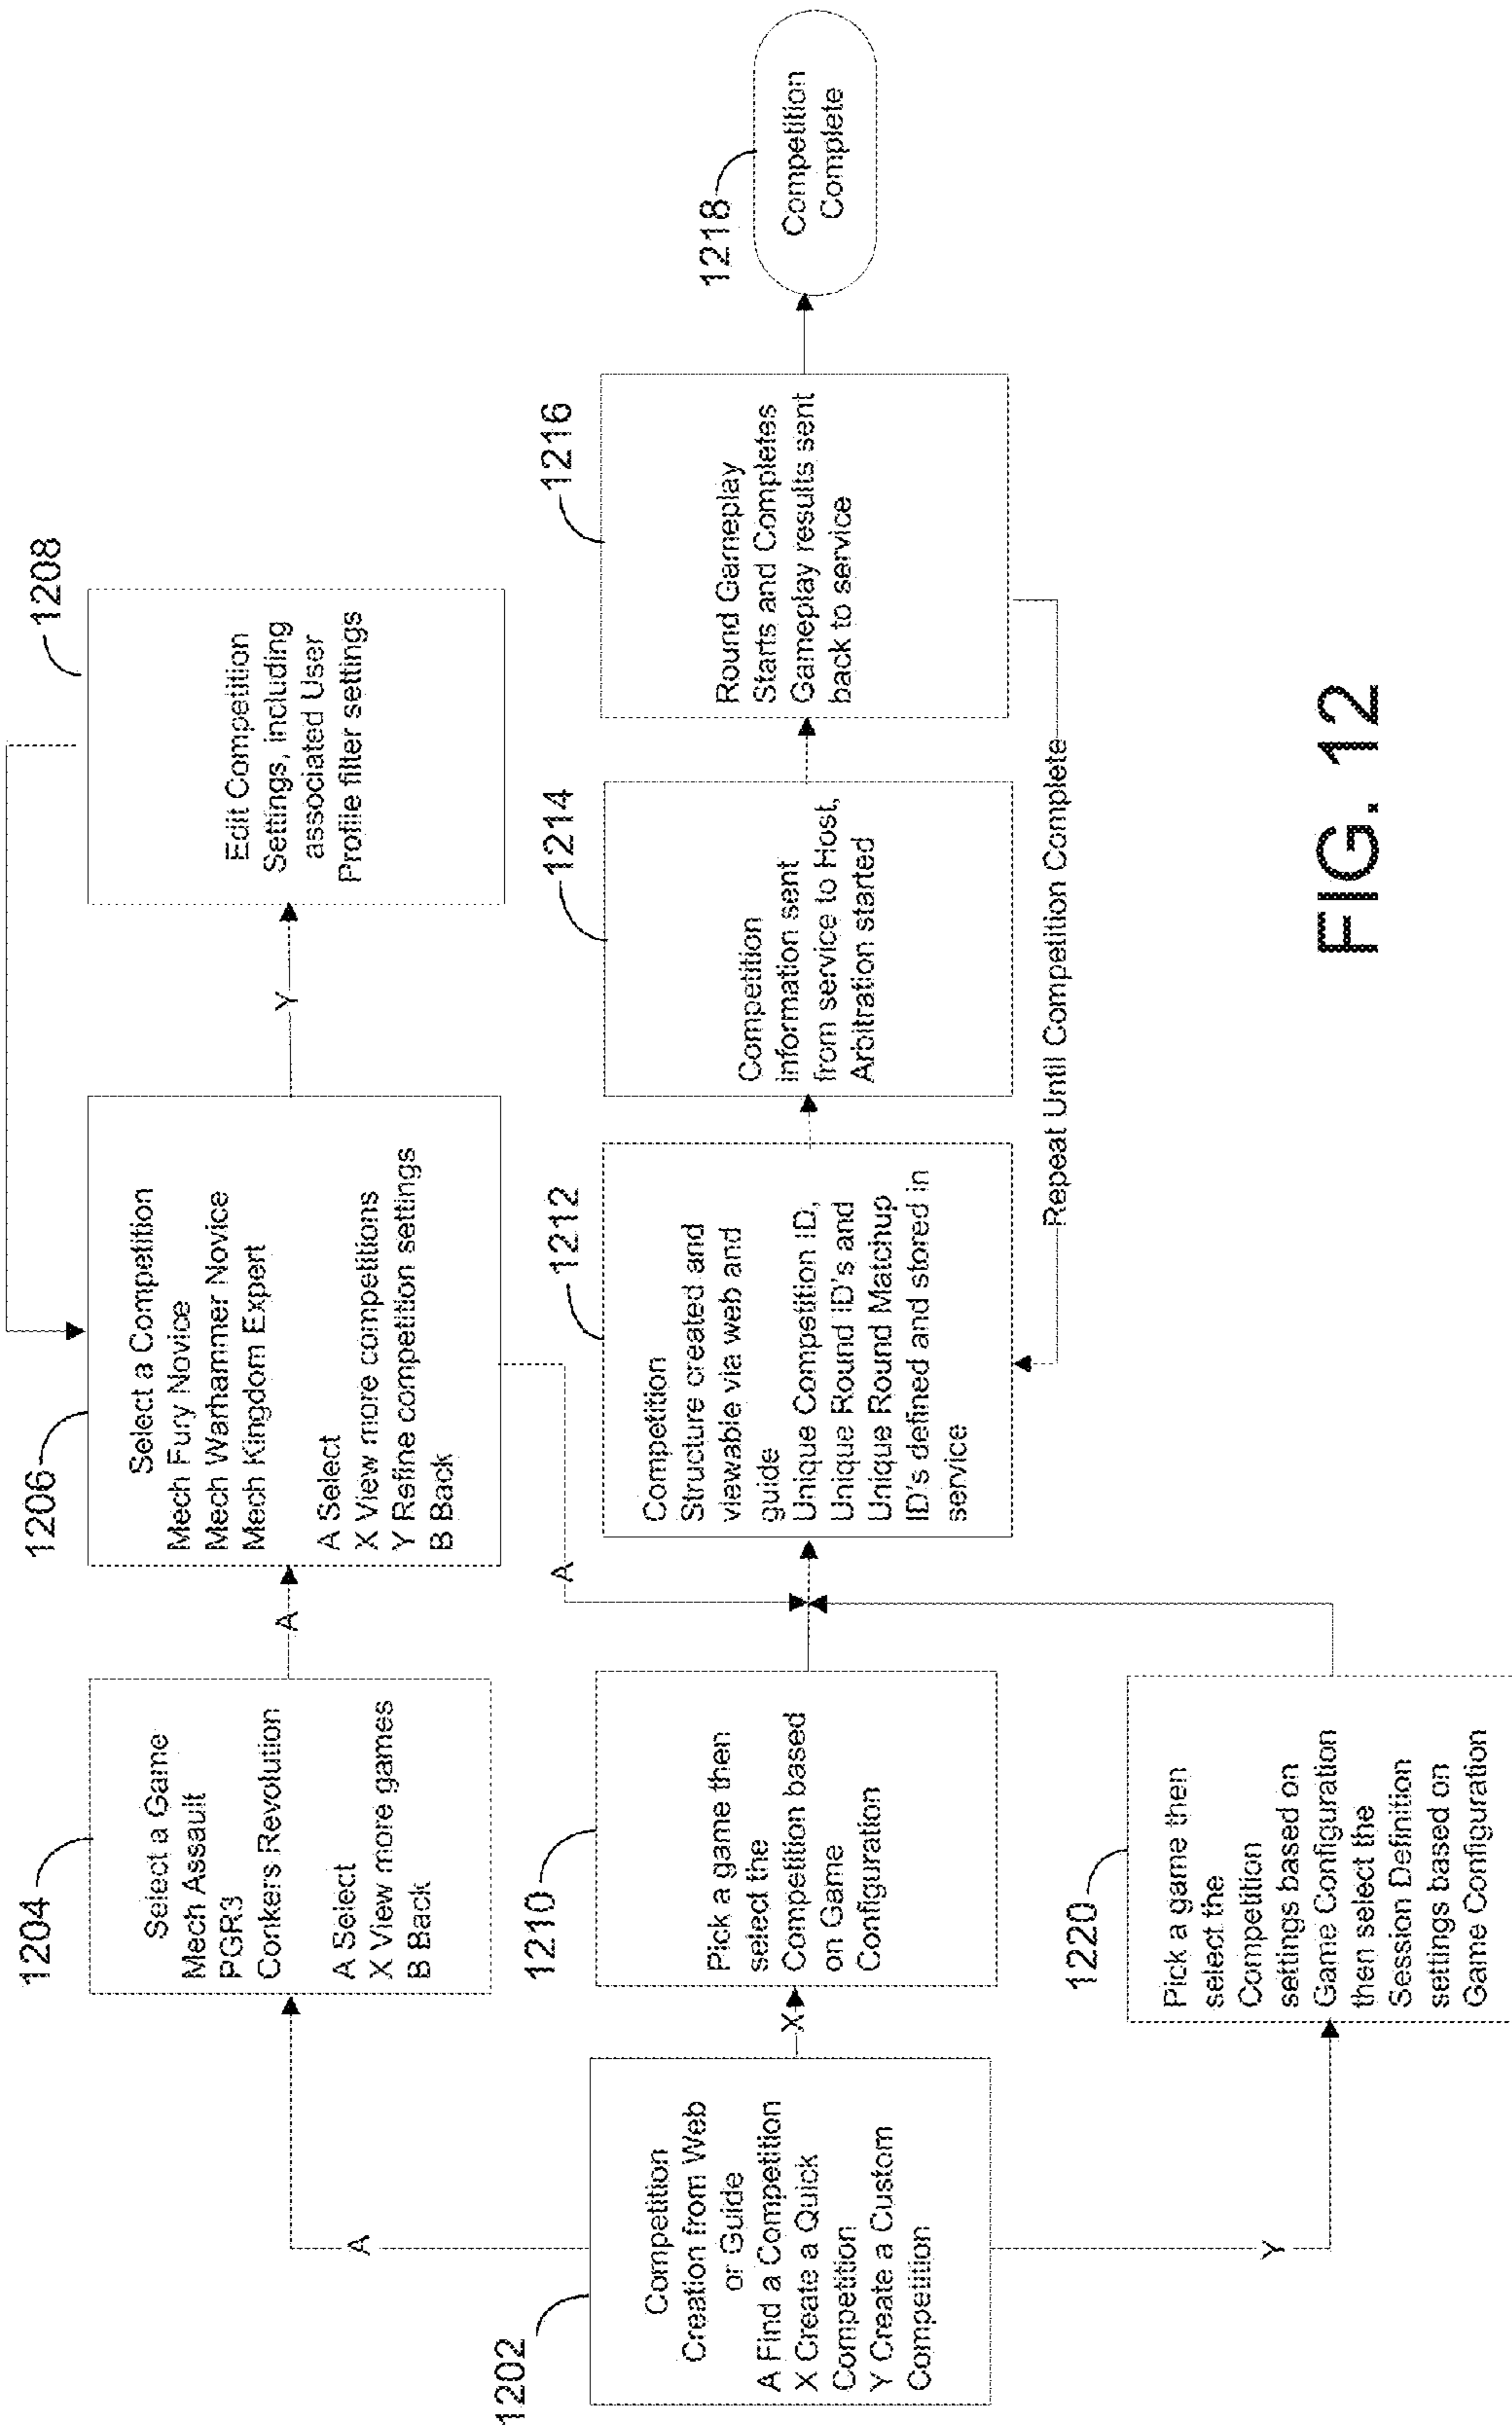 1202
Competition
Creation from Web
or Guide
A Find a Competition
X Create a Quick
Competition
Y Create a Custom
Competition
A
X
Y
1204
Select a Game
Mech Assault
PGR3
Conkers Revolution
A Select
X View more games
B Back
A
1206
Select a Competition
Mech Fury Novice
Mech Warhammer Novice
Mech Kingdom Expert
A Select
X View more competitions
Y Refine competition settings
B Back
Y
A
1208
Edit Competition
Settings, including
associated User
Profile filter settings
1210
Pick a game then
select the
Competition based
on Game
Configuration
1212
Competition
Structure created and
viewable via web and
guide
Unique Competition ID,
Unique Round ID's and
Unique Round Matchup
ID's defined and stored in
service
1214
Competition
information sent
from service to Host,
Arbitration started
1216
Round Gameplay
Starts and Completes
Gameplay results sent
back to service
1218
Competition
Complete
Repeat Until Competition Complete
1220
Pick a game then
select the
Competition
settings based on
Game Configuration
then select the
Session Definition
settings based on
Game Configuration
FIG. 12